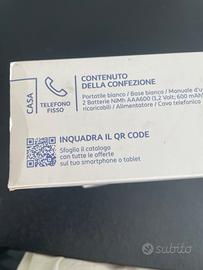 CASA
TELEFONO
FISSO
CONTENUTO
DELLA CONFEZIONE
Portatile bianco / Base bianca / Manuale d'u
2 Batterie NiMh AAA600 (1,2 Volt; 600 mAh)
ricaricabili / Alimentatore / Cavo telefonico
INQUADRA IL QR CODE
Sfoglia il catalogo
con tutte le offerte
sul tuo smartphone o tablet
subito